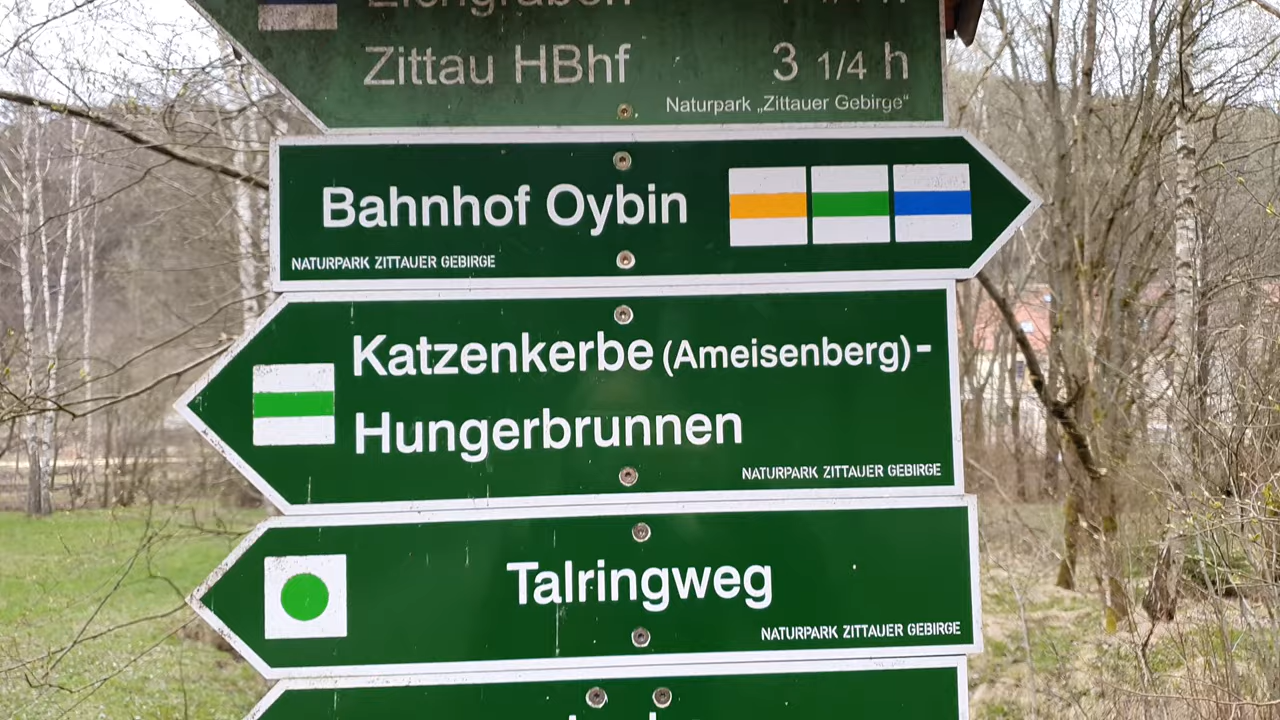 Eichgraben
Zittau HBhf 3 1/4 h
Naturpark „Zittauer Gebirge“
Bahnhof Oybin
NATURPARK ZITTAUER GEBIRGE
Katzenkerbe (Ameisenberg)-
Hungerbrunnen
NATURPARK ZITTAUER GEBIRGE
Talringweg
NATURPARK ZITTAUER GEBIRGE